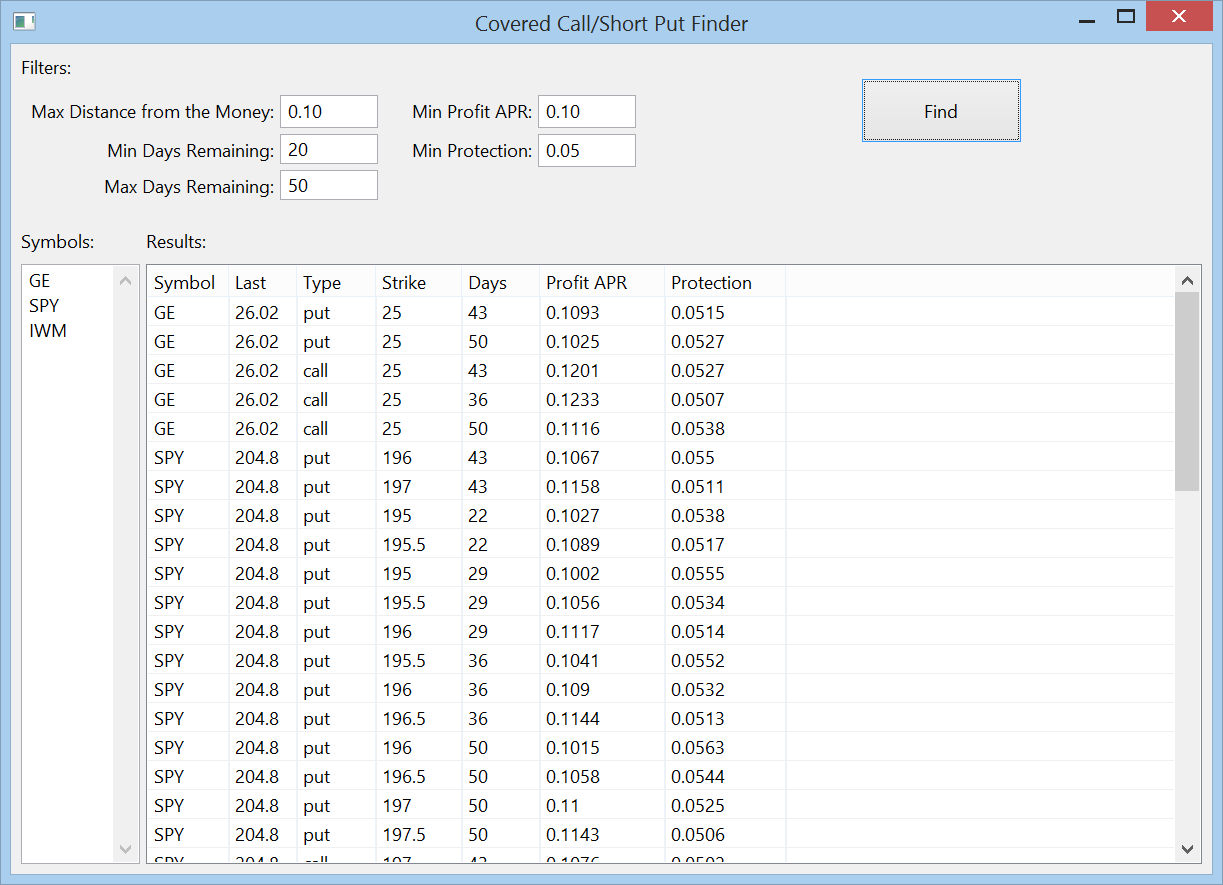 Covered Call/Short Put Finder
Filters:
Max Distance from the Money: 0.10 Min Profit APR: 0.10 Find
Min Days Remaining: 20 Min Protection: 0.05
Max Days Remaining: 50
Symbols: Results:
GE
SPY
IWM
Symbol Last Type Strike Days Profit APR Protection
GE 26.02 put 25 43 0.1093 0.0515
GE 26.02 put 25 50 0.1025 0.0527
GE 26.02 call 25 43 0.1201 0.0527
GE 26.02 call 25 36 0.1233 0.0507
GE 26.02 call 25 50 0.1116 0.0538
SPY 204.8 put 196 43 0.1067 0.055
SPY 204.8 put 197 43 0.1158 0.0511
SPY 204.8 put 195 22 0.1027 0.0538
SPY 204.8 put 195.5 22 0.1089 0.0517
SPY 204.8 put 195 29 0.1002 0.0555
SPY 204.8 put 195.5 29 0.1056 0.0534
SPY 204.8 put 196 29 0.1117 0.0514
SPY 204.8 put 195.5 36 0.1041 0.0552
SPY 204.8 put 196 36 0.109 0.0532
SPY 204.8 put 196.5 36 0.1144 0.0513
SPY 204.8 put 196 50 0.1015 0.0563
SPY 204.8 put 196.5 50 0.1058 0.0544
SPY 204.8 put 197 50 0.11 0.0525
SPY 204.8 put 197.5 50 0.1143 0.0506
SPY 204.8 call 197